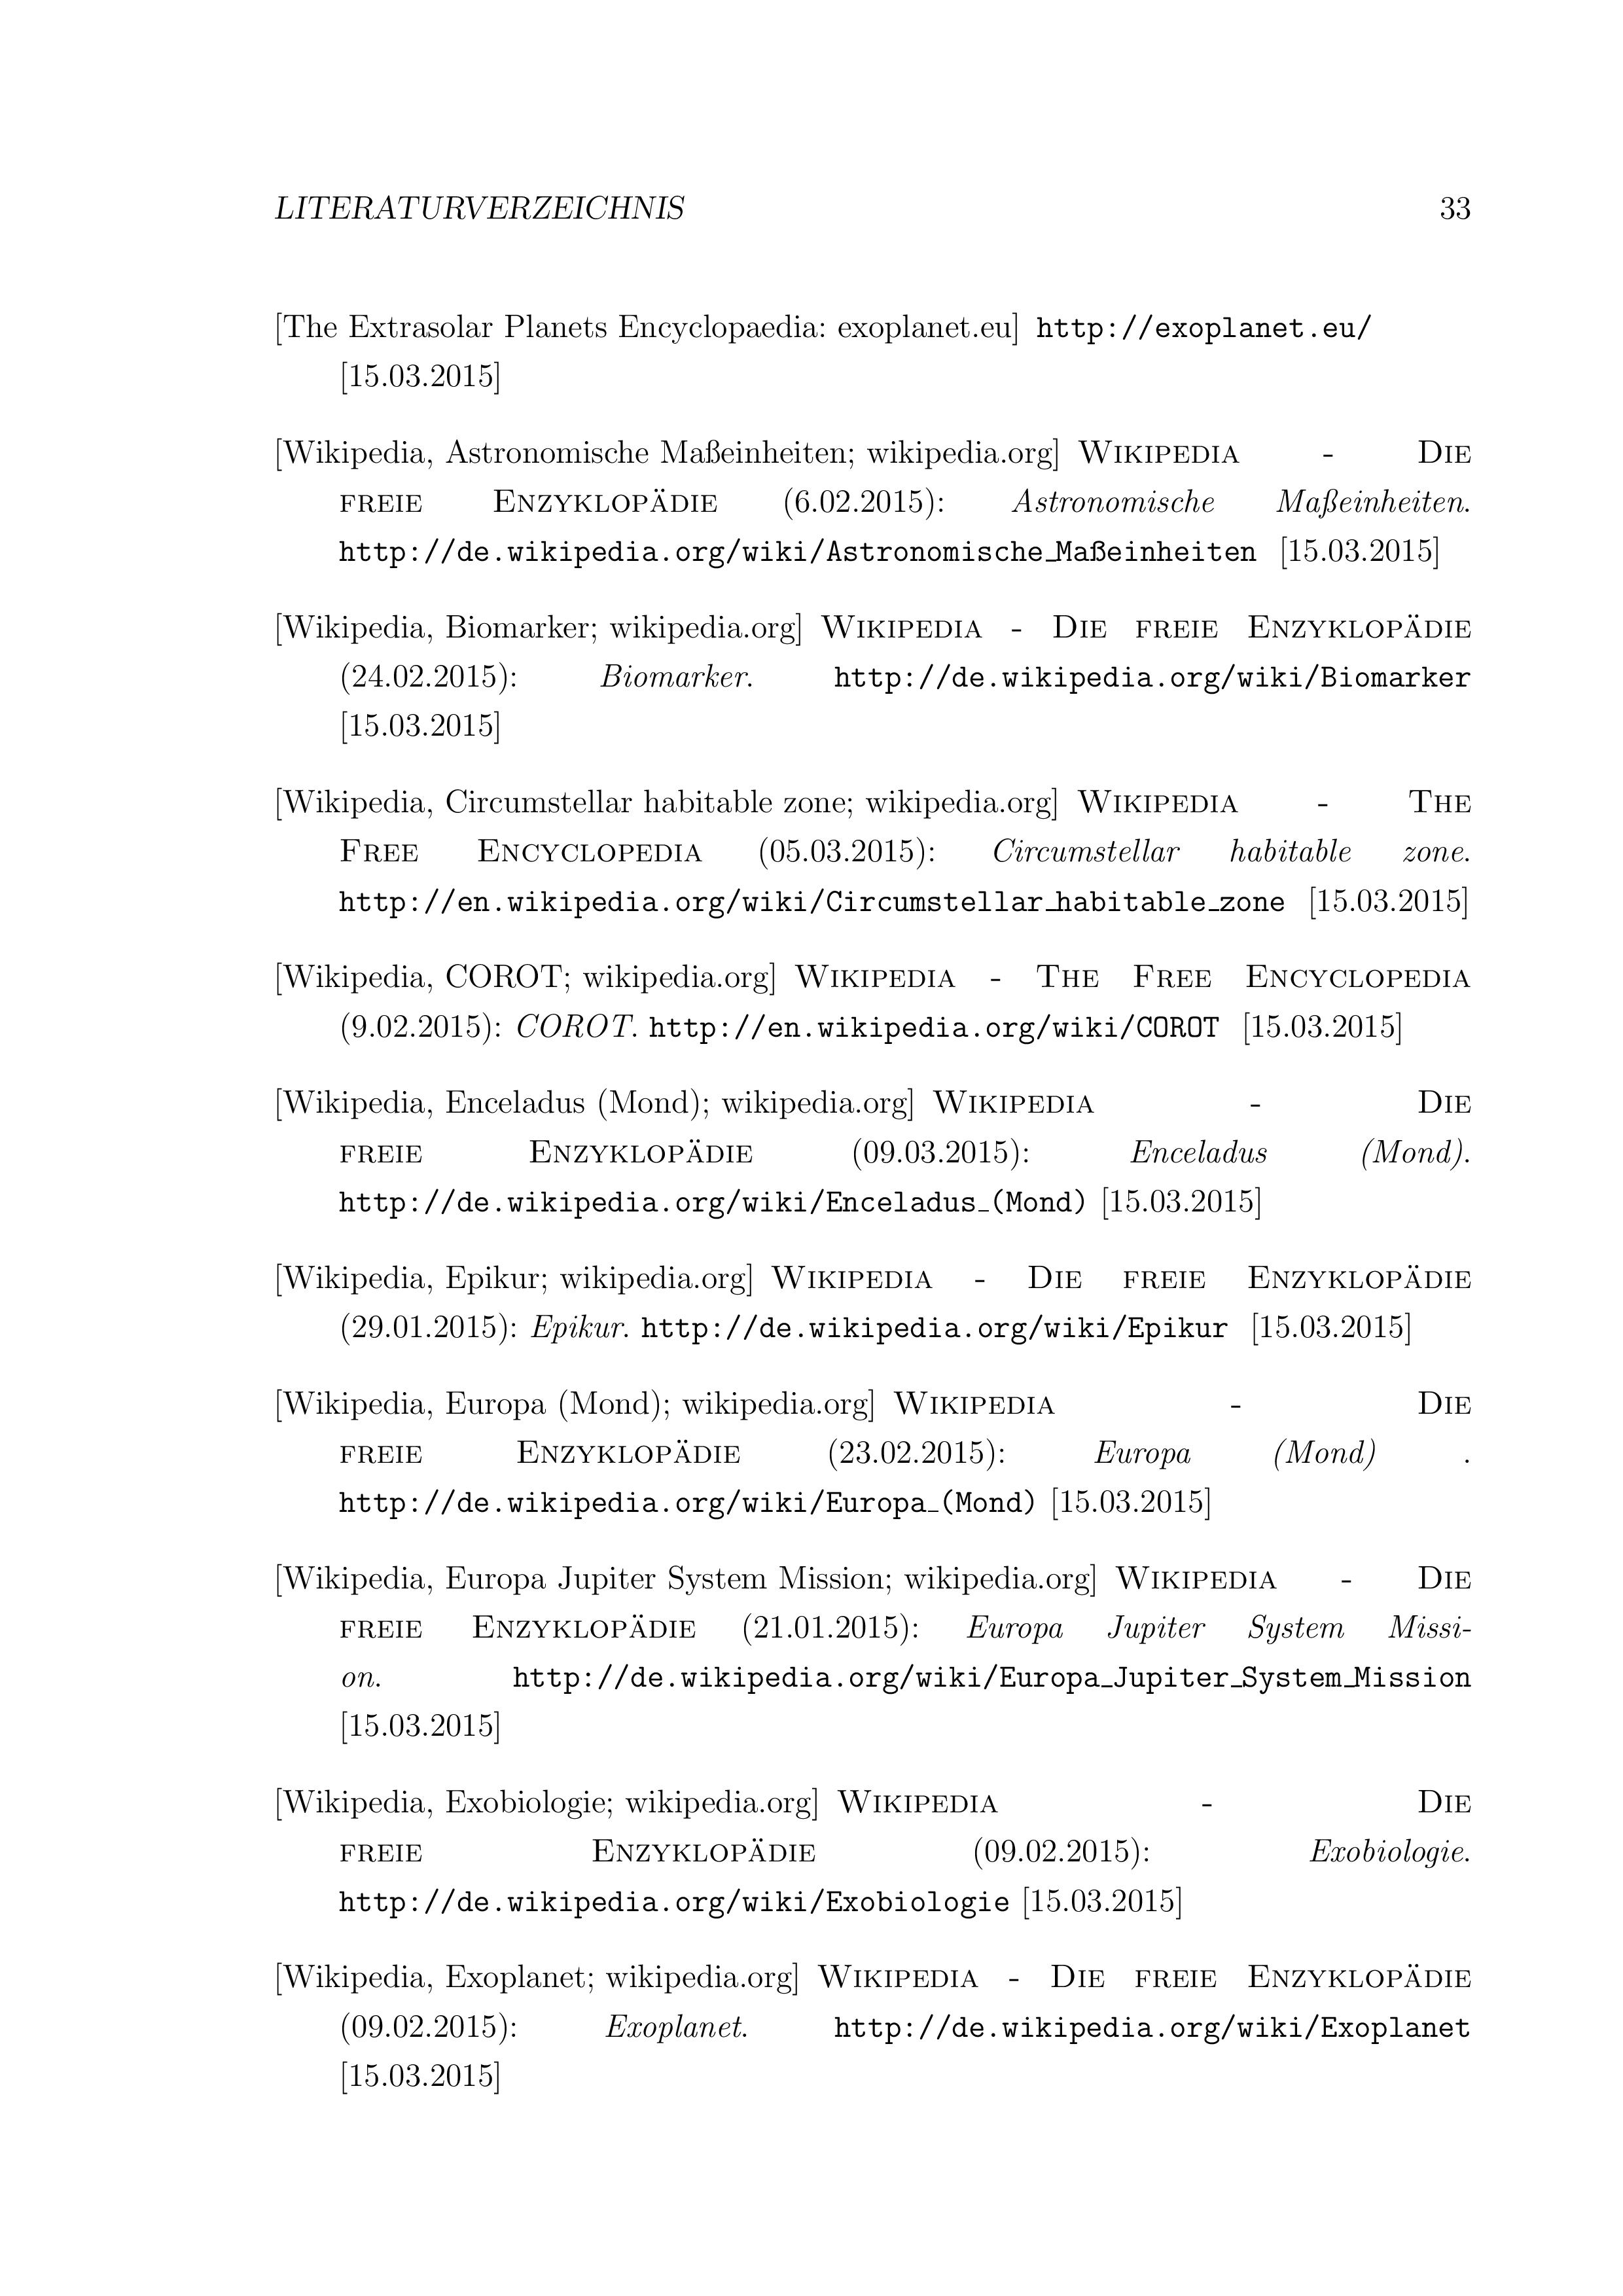 LITERATURVERZEICHNIS 33
[The Extrasolar Planets Encyclopaedia: exoplanet.eu] http://exoplanet.eu/
[15.03.2015]
[Wikipedia, Astronomische Maßeinheiten; wikipedia.org] WIKIPEDIA - DIE
FREIE ENZYKLOPÄDIE (6.02.2015): Astronomische Maßeinheiten.
http://de.wikipedia.org/wiki/Astronomische_Maßeinheiten [15.03.2015]
[Wikipedia, Biomarker; wikipedia.org] WIKIPEDIA - DIE FREIE ENZYKLOPÄDIE
(24.02.2015): Biomarker. http://de.wikipedia.org/wiki/Biomarker
[15.03.2015]
[Wikipedia, Circumstellar habitable zone; wikipedia.org] WIKIPEDIA - THE
FREE ENCYCLOPEDIA (05.03.2015): Circumstellar habitable zone.
http://en.wikipedia.org/wiki/Circumstellar_habitable_zone [15.03.2015]
[Wikipedia, COROT; wikipedia.org] WIKIPEDIA - THE FREE ENCYCLOPEDIA
(9.02.2015): COROT. http://en.wikipedia.org/wiki/COROT [15.03.2015]
[Wikipedia, Enceladus (Mond); wikipedia.org] WIKIPEDIA - DIE
FREIE ENZYKLOPÄDIE (09.03.2015): Enceladus (Mond).
http://de.wikipedia.org/wiki/Enceladus_(Mond) [15.03.2015]
[Wikipedia, Epikur; wikipedia.org] WIKIPEDIA - DIE FREIE ENZYKLOPÄDIE
(29.01.2015): Epikur. http://de.wikipedia.org/wiki/Epikur [15.03.2015]
[Wikipedia, Europa (Mond); wikipedia.org] WIKIPEDIA - DIE
FREIE ENZYKLOPÄDIE (23.02.2015): Europa (Mond) .
http://de.wikipedia.org/wiki/Europa_(Mond) [15.03.2015]
[Wikipedia, Europa Jupiter System Mission; wikipedia.org] WIKIPEDIA - DIE
FREIE ENZYKLOPÄDIE (21.01.2015): Europa Jupiter System Missi-
on. http://de.wikipedia.org/wiki/Europa_Jupiter_System_Mission
[15.03.2015]
[Wikipedia, Exobiologie; wikipedia.org] WIKIPEDIA - DIE
FREIE ENZYKLOPÄDIE (09.02.2015): Exobiologie.
http://de.wikipedia.org/wiki/Exobiologie [15.03.2015]
[Wikipedia, Exoplanet; wikipedia.org] WIKIPEDIA - DIE FREIE ENZYKLOPÄDIE
(09.02.2015): Exoplanet. http://de.wikipedia.org/wiki/Exoplanet
[15.03.2015]